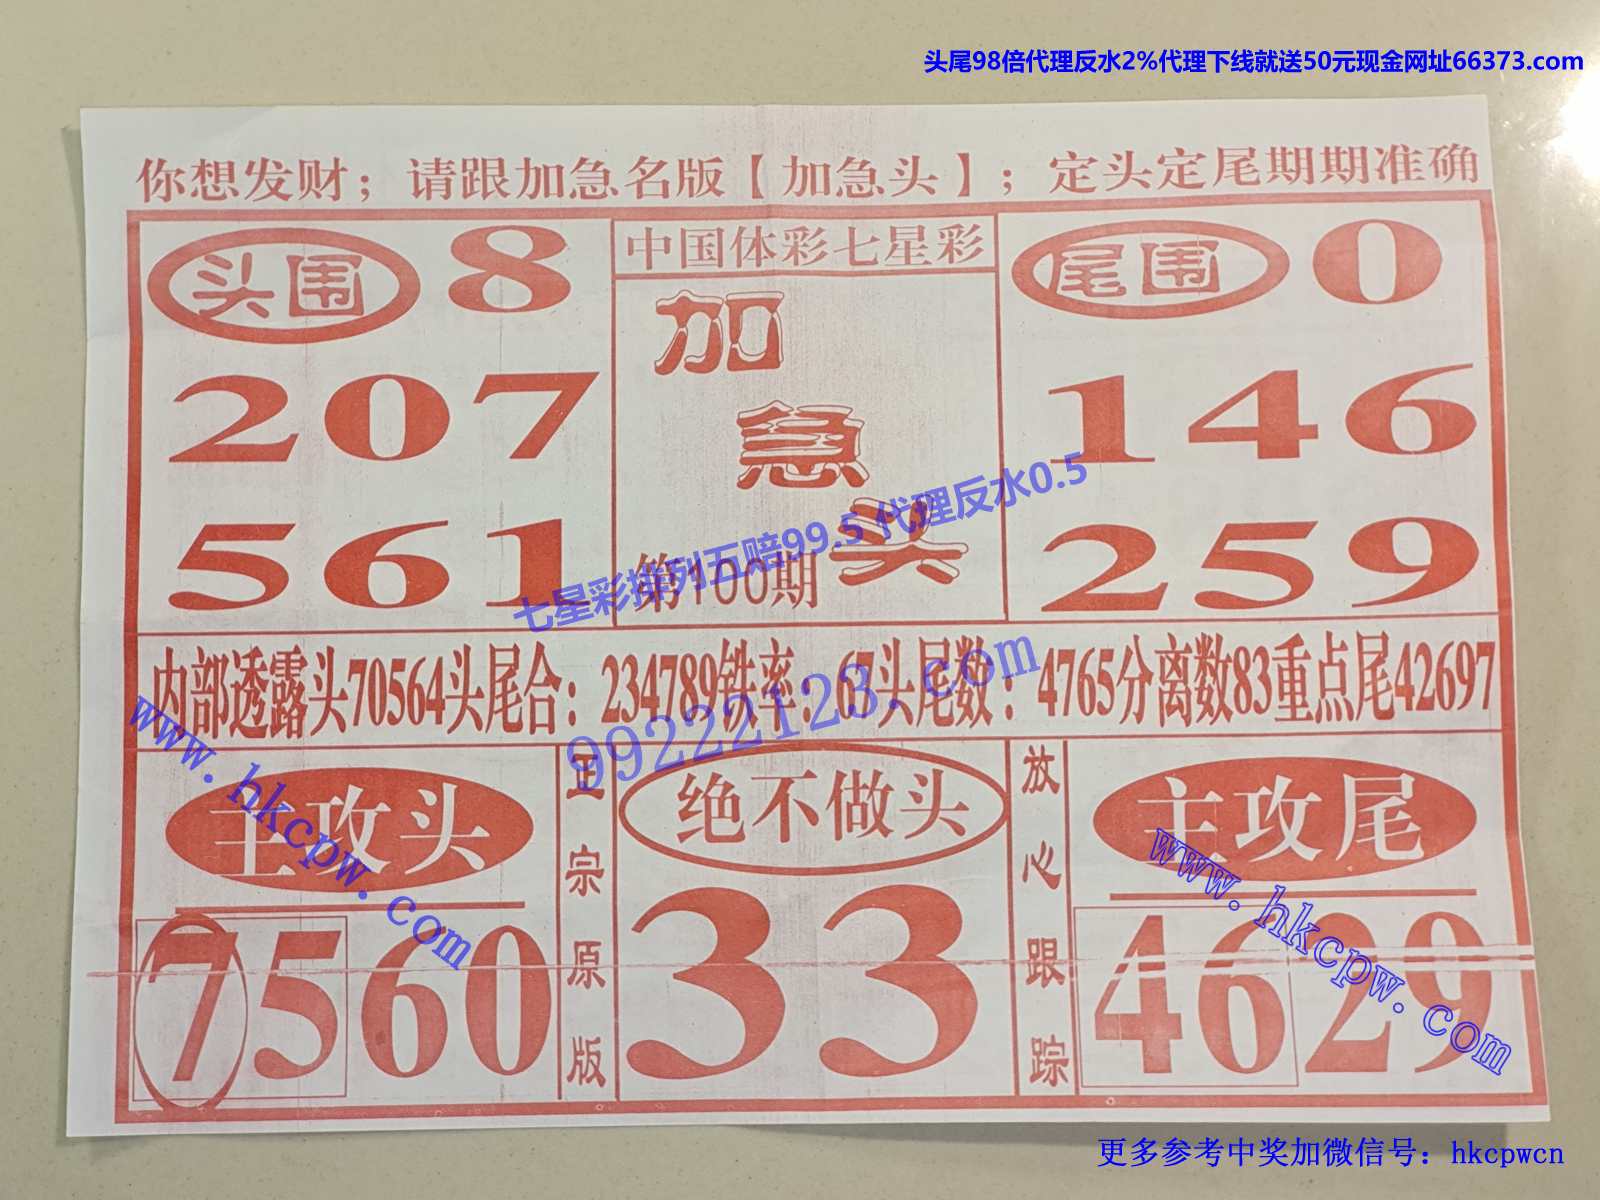 头尾98倍代理反水2%代理下线就送50元现金网址66373.com
你想发财；请跟加急名版【加急头】；定头定尾期期准确
头围 8
207
561
中国体彩七星彩
加急头
第100期
尾围 0
146
259
七星彩排列五赔99.5 代理反水0.5
内部透露头70564头尾合：234789铁率：67头尾数：4765分离数83重点尾42697
99222123.com
www.hkcpw.com
主攻头
7560
正宗原版
绝不做头
33
放心跟踪
主攻尾
4629
www.hkcpw.com
更多参考中奖加微信号：hkcpwcn